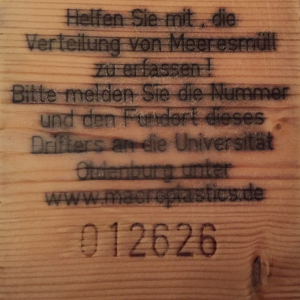 Helfen Sie mit, die
Verteilung von Meeresmüll
zu erfassen!
Bitte melden Sie die Nummer
und den Fundort dieses
Drifters an die Universität
Oldenburg unter
www.macroplastics.de
012626